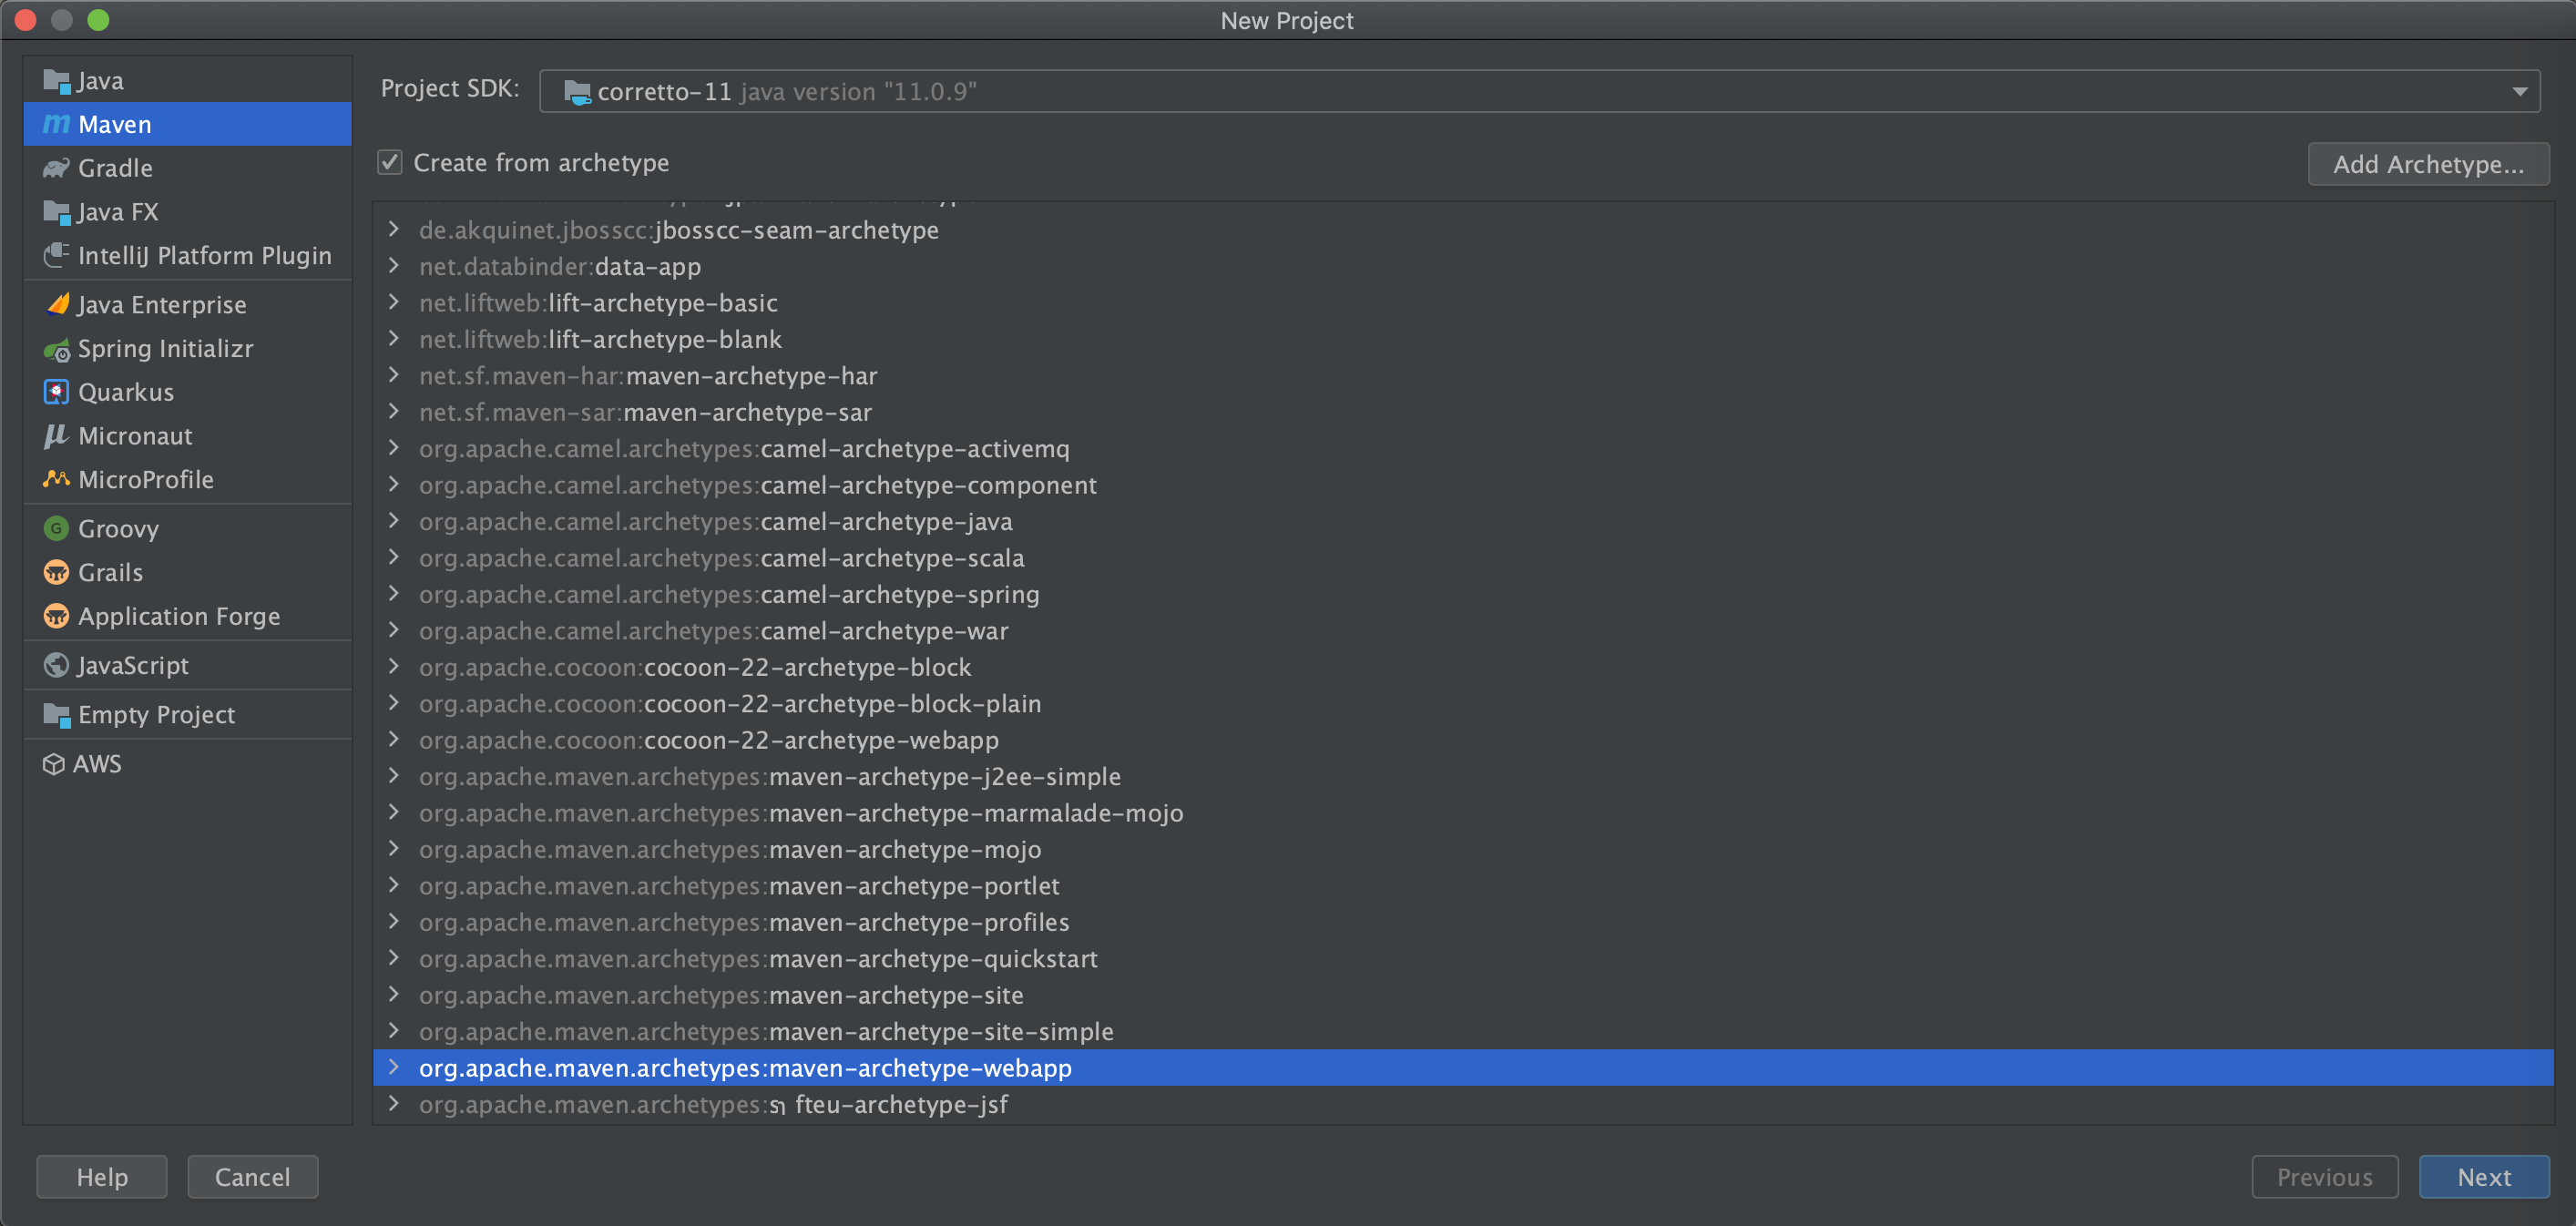 New Project
Java
Maven
Gradle
Java FX
IntelliJ Platform Plugin
Java Enterprise
Spring Initializr
Quarkus
Micronaut
MicroProfile
Groovy
Grails
Application Forge
JavaScript
Empty Project
AWS
Project SDK: corretto-11 java version "11.0.9"
Create from archetype
Add Archetype...
de.akquinet.jbosscc:jbosscc-seam-archetype
net.databinder:data-app
net.liftweb:lift-archetype-basic
net.liftweb:lift-archetype-blank
net.sf.maven-har:maven-archetype-har
net.sf.maven-sar:maven-archetype-sar
org.apache.camel.archetypes:camel-archetype-activemq
org.apache.camel.archetypes:camel-archetype-component
org.apache.camel.archetypes:camel-archetype-java
org.apache.camel.archetypes:camel-archetype-scala
org.apache.camel.archetypes:camel-archetype-spring
org.apache.camel.archetypes:camel-archetype-war
org.apache.cocoon:cocoon-22-archetype-block
org.apache.cocoon:cocoon-22-archetype-block-plain
org.apache.cocoon:cocoon-22-archetype-webapp
org.apache.maven.archetypes:maven-archetype-j2ee-simple
org.apache.maven.archetypes:maven-archetype-marmalade-mojo
org.apache.maven.archetypes:maven-archetype-mojo
org.apache.maven.archetypes:maven-archetype-portlet
org.apache.maven.archetypes:maven-archetype-profiles
org.apache.maven.archetypes:maven-archetype-quickstart
org.apache.maven.archetypes:maven-archetype-site
org.apache.maven.archetypes:maven-archetype-site-simple
org.apache.maven.archetypes:maven-archetype-webapp
org.apache.maven.archetypes: fteu-archetype-jsf
Help
Cancel
Previous
Next